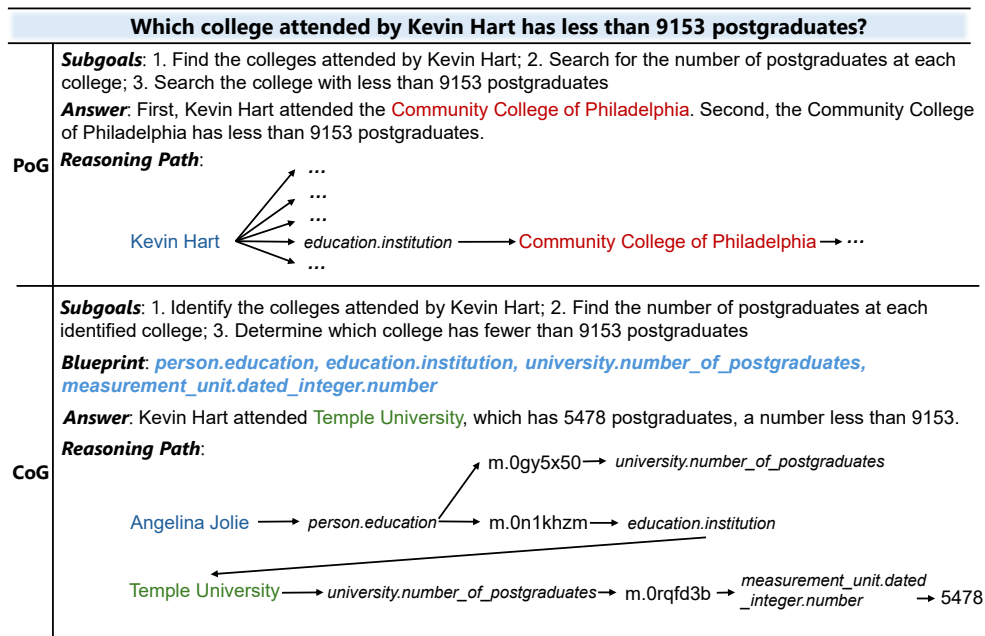 Which college attended by Kevin Hart has less than 9153 postgraduates?
PoG
Subgoals: 1. Find the colleges attended by Kevin Hart; 2. Search for the number of postgraduates at each
college; 3. Search the college with less than 9153 postgraduates
Answer: First, Kevin Hart attended the Community College of Philadelphia. Second, the Community College
of Philadelphia has less than 9153 postgraduates.
Reasoning Path:
...
...
...
Kevin Hart education.institution Community College of Philadelphia ...
...
CoG
Subgoals: 1. Identify the colleges attended by Kevin Hart; 2. Find the number of postgraduates at each
identified college; 3. Determine which college has fewer than 9153 postgraduates
Blueprint: person.education, education.institution, university.number_of_postgraduates,
measurement_unit.dated_integer.number
Answer: Kevin Hart attended Temple University, which has 5478 postgraduates, a number less than 9153.
Reasoning Path:
m.0gy5x50 university.number_of_postgraduates
Angelina Jolie person.education m.0n1khzm education.institution
Temple University university.number_of_postgraduates m.0rqfd3b measurement_unit.dated
_integer.number 5478